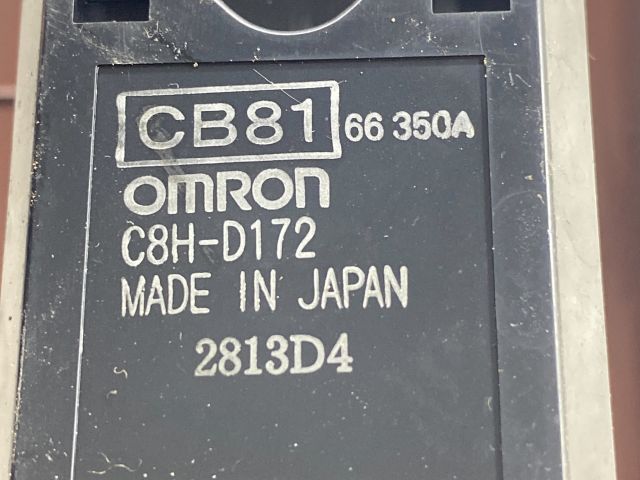 CB81 66 350A
omron
C8H-D172
MADE IN JAPAN
2813D4